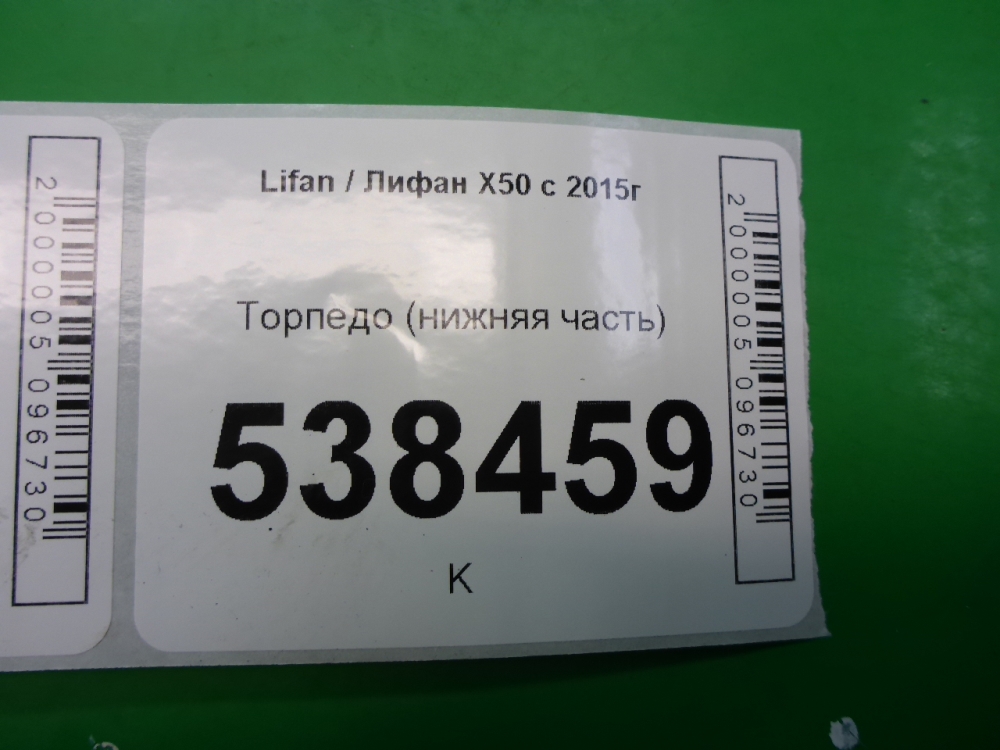 2 000005 096730
Lifan / Лифан X50 с 2015г
Торпедо (нижняя часть)
538459
К
2 000005 096730